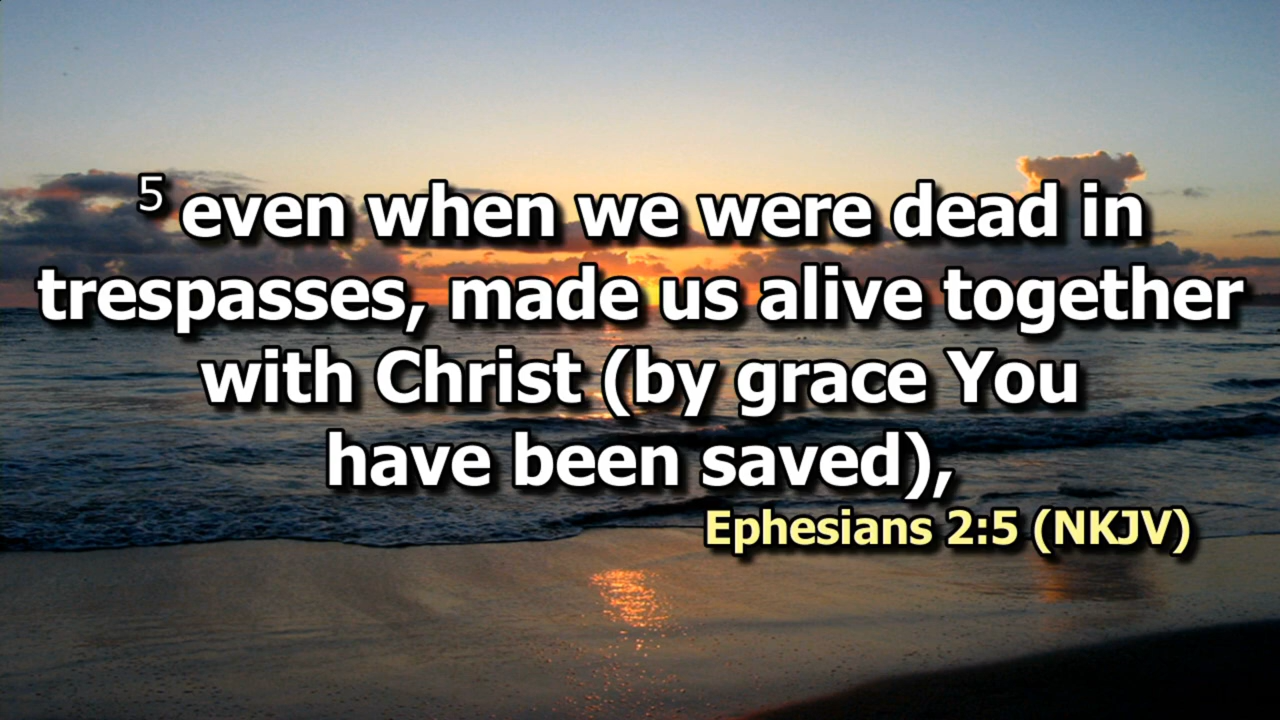 5 even when we were dead in
trespasses, made us alive together
with Christ (by grace You
have been saved),
Ephesians 2:5 (NKJV)